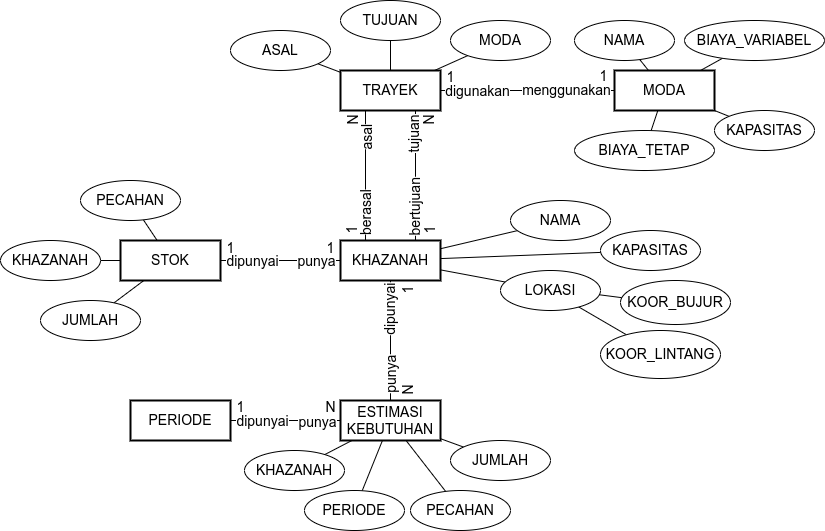 TUJUAN
ASAL
MODA
NAMA
BIAYA_VARIABEL
TRAYEK
1
digunakan
menggunakan
1
MODA
KAPASITAS
BIAYA_TETAP
N
asal
tujuan
N
PECAHAN
berasal
1
bertujuan
1
NAMA
KHAZANAH
STOK
1
dipunyai
punya
1
KHAZANAH
KAPASITAS
JUMLAH
LOKASI
KOOR_BUJUR
KOOR_LINTANG
dipunyai
1
punya
N
PERIODE
1
dipunyai
punya
N
ESTIMASI
KEBUTUHAN
KHAZANAH
JUMLAH
PERIODE
PECAHAN